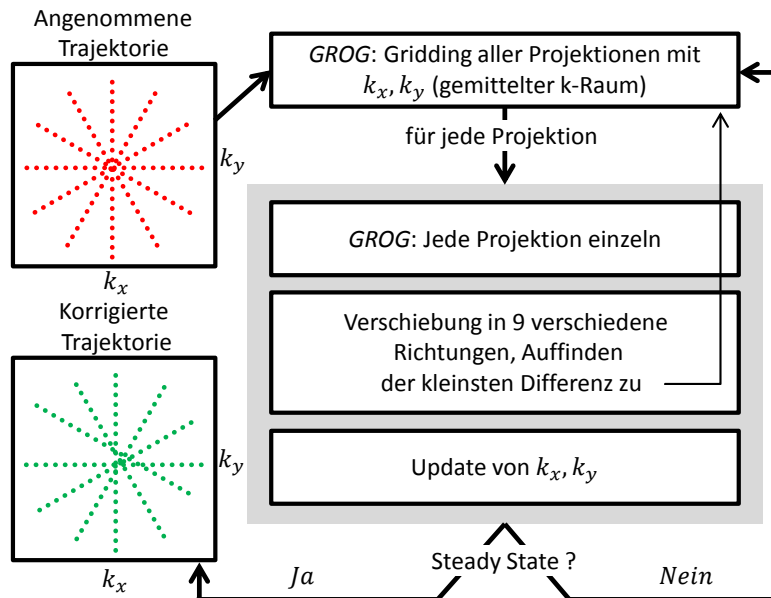 Angenommene
Trajektorie
k_y
k_x
GROG: Gridding aller Projektionen mit
k_x, k_y (gemittelter k-Raum)
für jede Projektion
GROG: Jede Projektion einzeln
Verschiebung in 9 verschiedene
Richtungen, Auffinden
der kleinsten Differenz zu
Update von k_x, k_y
Steady State ?
Ja
Nein
Korrigierte
Trajektorie
k_y
k_x